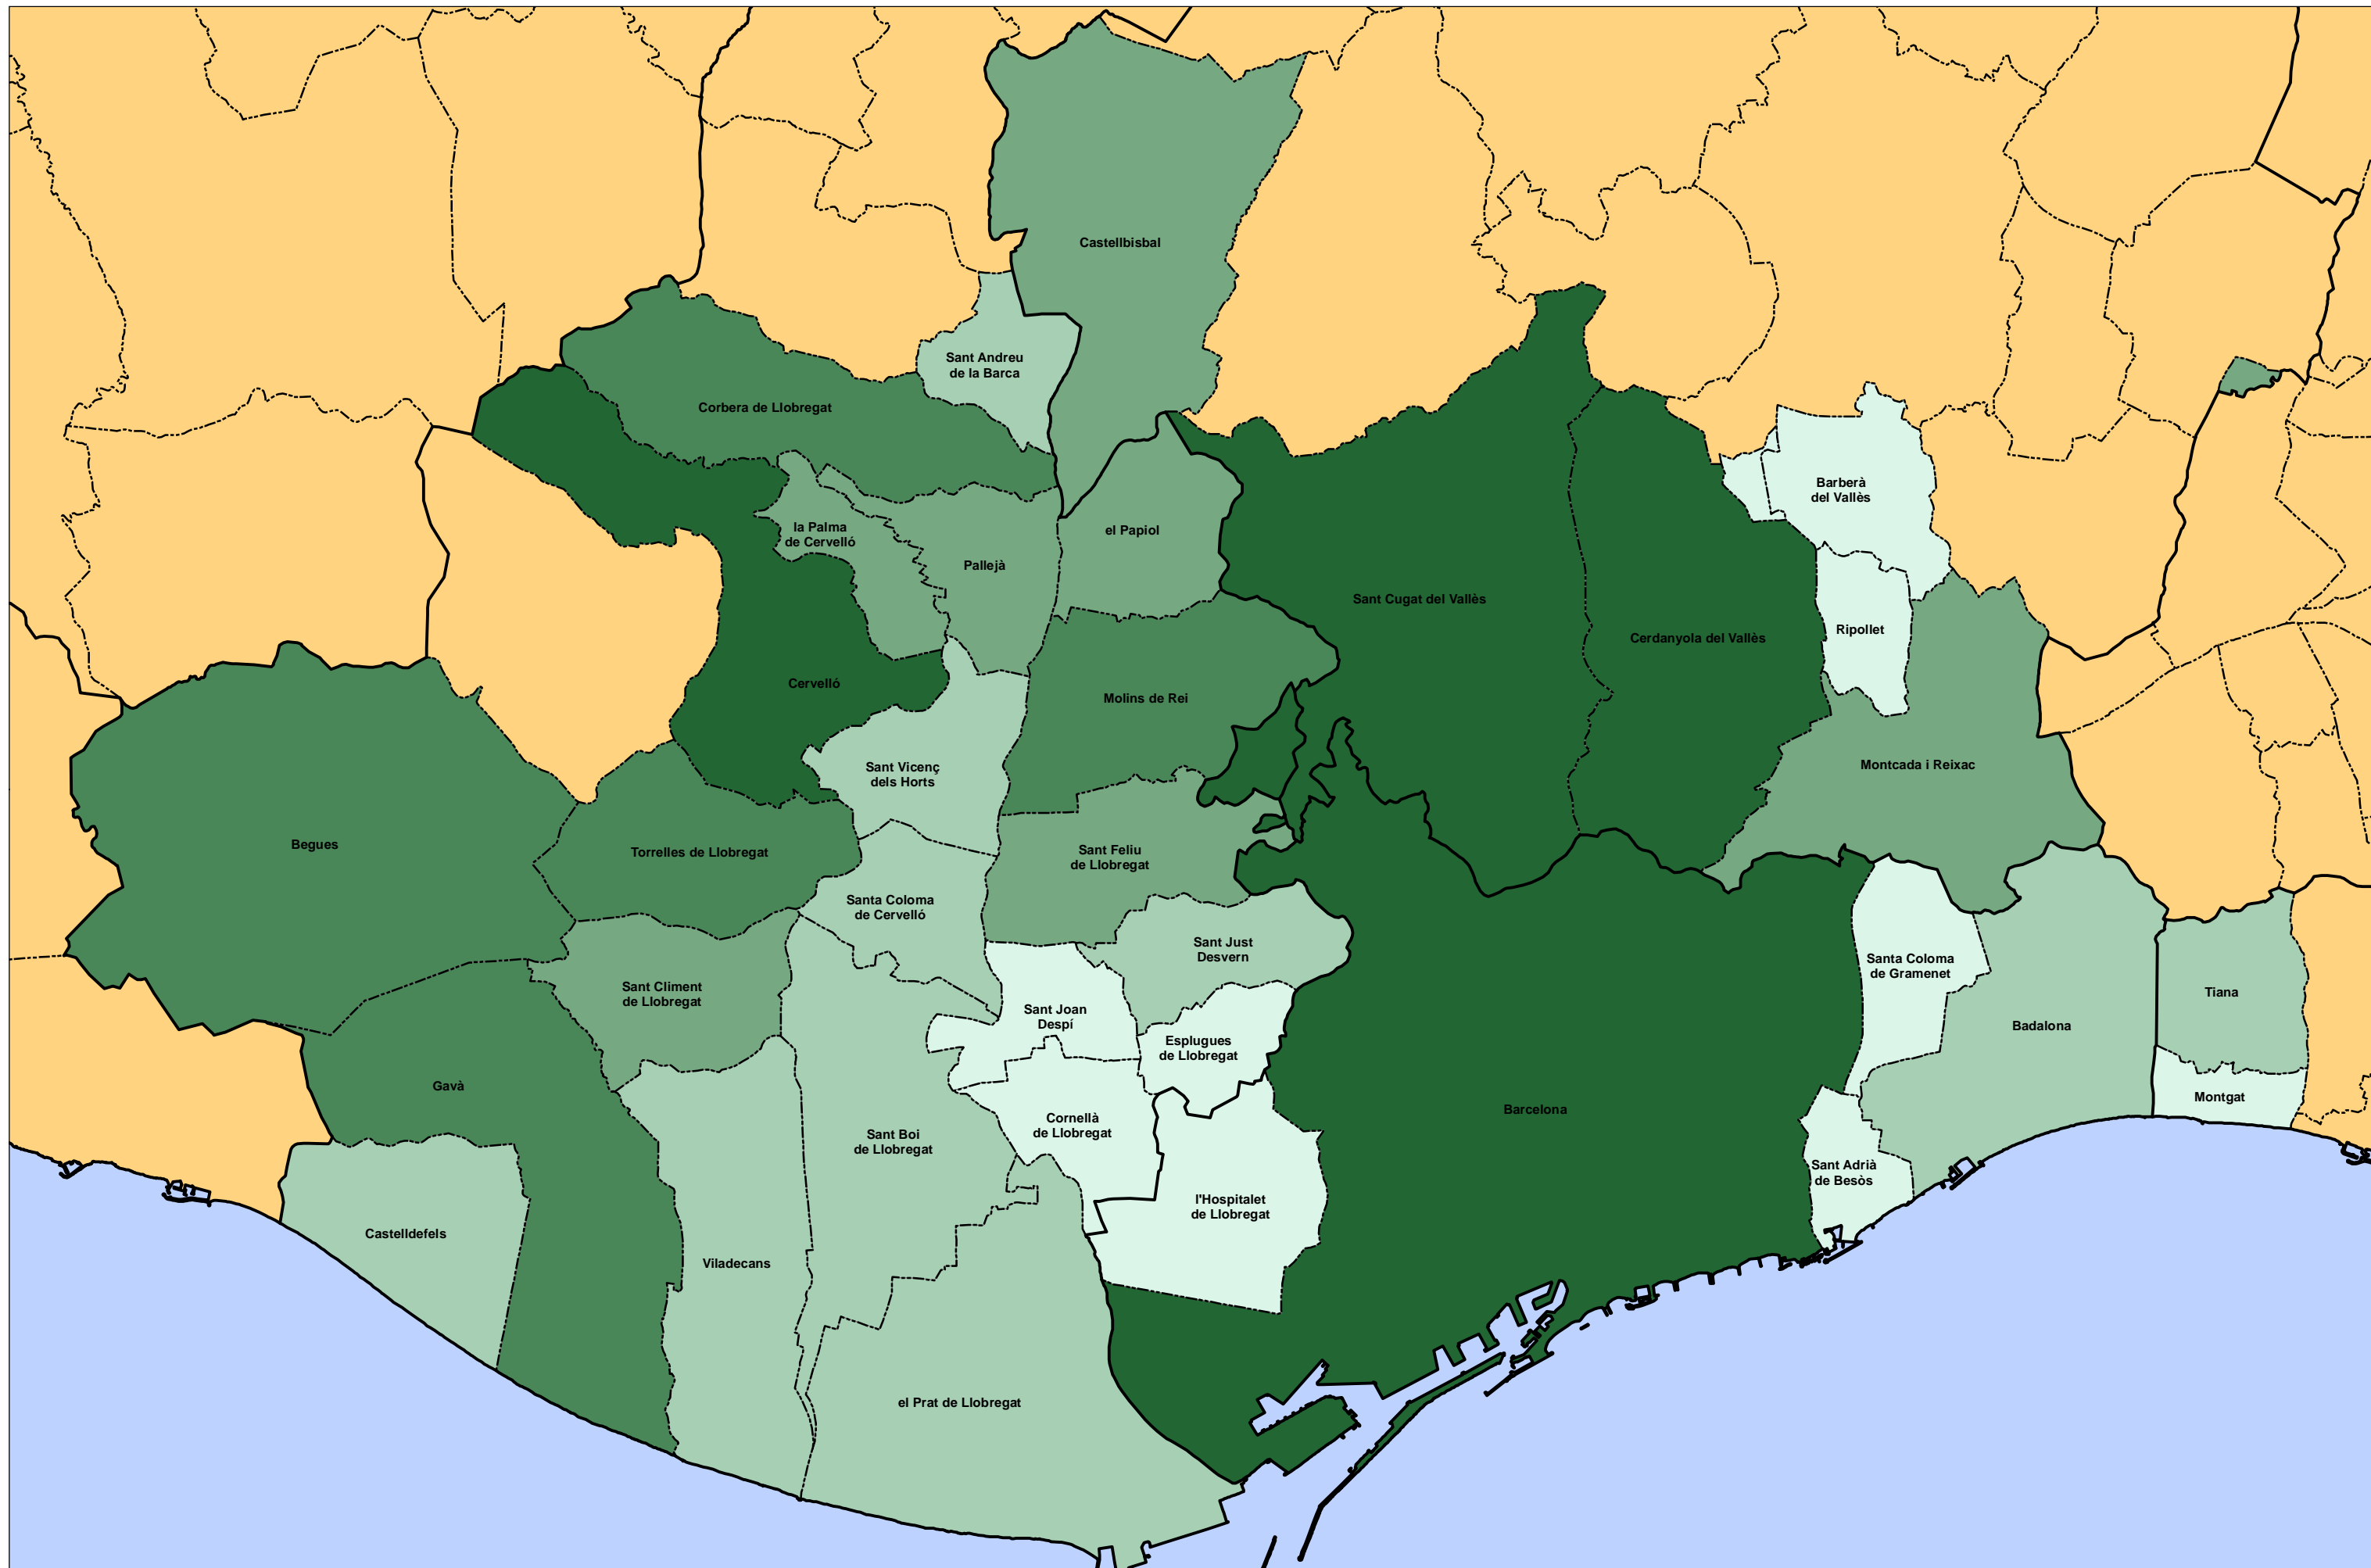 Castellbisbal
Sant Andreu
de la Barca
Corbera de Llobregat
Barberà
del Vallès
la Palma
de Cervelló
el Papiol
Pallejà
Sant Cugat del Vallès
Ripollet
Cerdanyola del Vallès
Cervelló
Molins de Rei
Sant Vicenç
dels Horts
Montcada i Reixac
Begues
Torrelles de Llobregat
Sant Feliu
de Llobregat
Santa Coloma
de Cervelló
Sant Just
Desvern
Santa Coloma
de Gramenet
Sant Climent
de Llobregat
Tiana
Sant Joan
Despí
Badalona
Esplugues
de Llobregat
Gavà
Montgat
Barcelona
Cornellà
de Llobregat
Sant Boi
de Llobregat
Sant Adrià
de Besòs
l'Hospitalet
de Llobregat
Castelldefels
Viladecans
el Prat de Llobregat